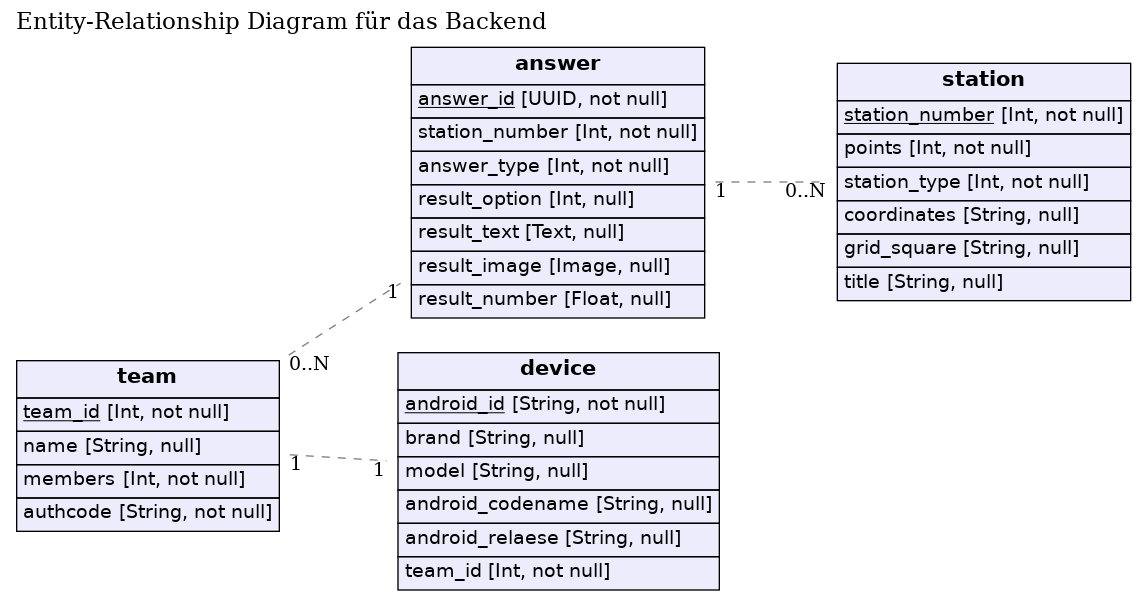 Entity-Relationship Diagram für das Backend
answer
answer_id [UUID, not null]
station_number [Int, not null]
answer_type [Int, not null]
result_option [Int, null]
result_text [Text, null]
result_image [Image, null]
result_number [Float, null]
1
0..N
station
station_number [Int, not null]
points [Int, not null]
station_type [Int, not null]
coordinates [String, null]
grid_square [String, null]
title [String, null]
1
0..N
team
team_id [Int, not null]
name [String, null]
members [Int, not null]
authcode [String, not null]
1
1
device
android_id [String, not null]
brand [String, null]
model [String, null]
android_codename [String, null]
android_relaese [String, null]
team_id [Int, not null]